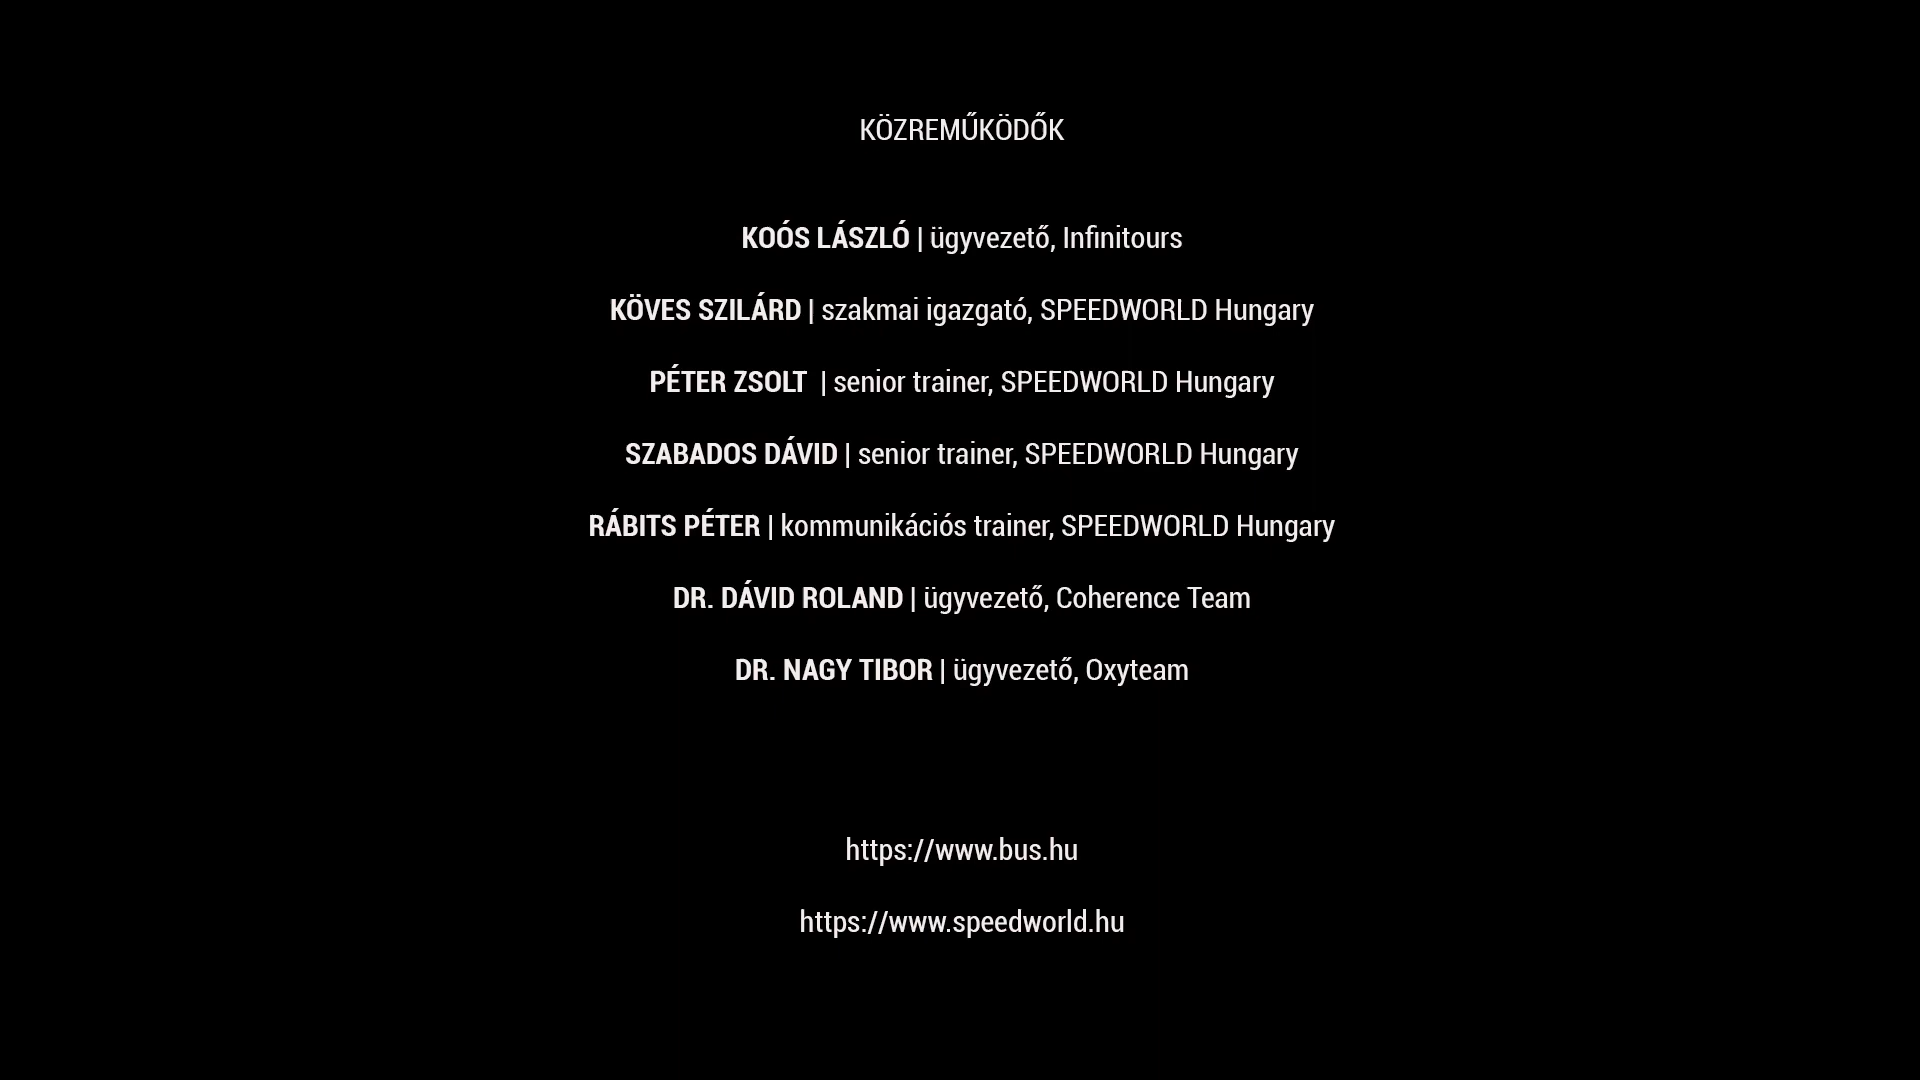 KÖZREMŰKÖDŐK
KOÓS LÁSZLÓ | ügyvezető, Infinitours
KÖVES SZILÁRD | szakmai igazgató, SPEEDWORLD Hungary
PÉTER ZSOLT | senior trainer, SPEEDWORLD Hungary
SZABADOS DÁVID | senior trainer, SPEEDWORLD Hungary
RÁBITS PÉTER | kommunikációs trainer, SPEEDWORLD Hungary
DR. DÁVID ROLAND | ügyvezető, Coherence Team
DR. NAGY TIBOR | ügyvezető, Oxyteam
https://www.bus.hu
https://www.speedworld.hu